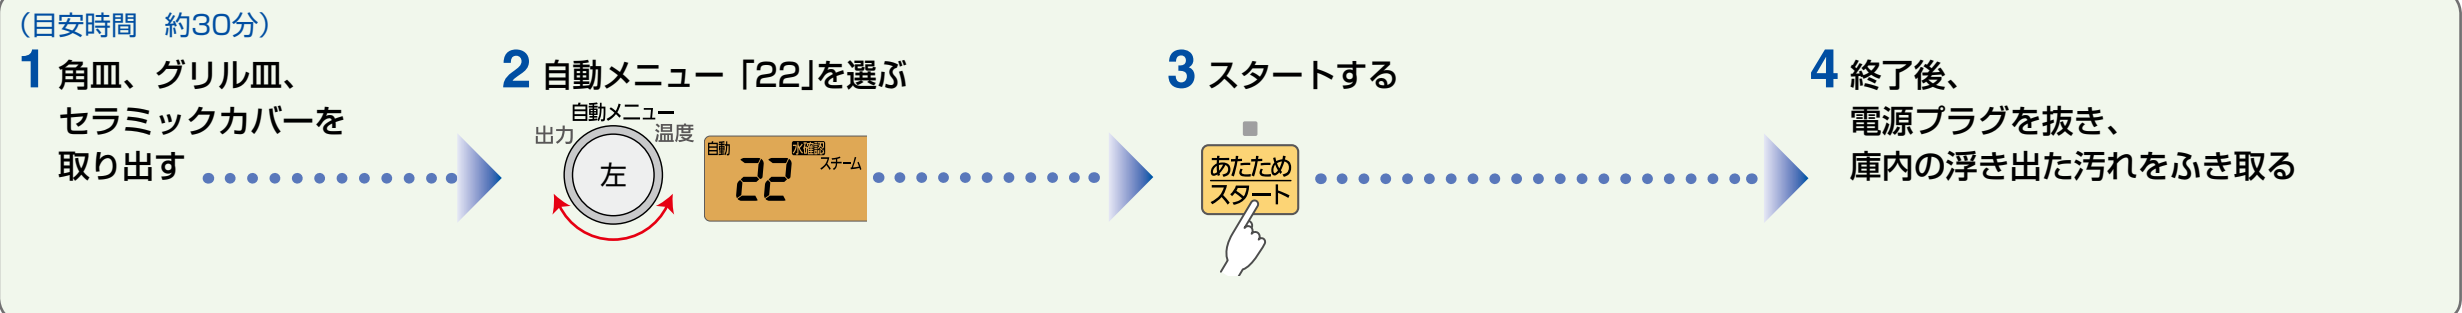 （目安時間　約30分）
1 角皿、グリル皿、
セラミックカバーを
取り出す
2 自動メニュー「22」を選ぶ
自動メニュー
出力
温度
左
自動
水確認
スチーム
22
3 スタートする
あたため
スタート
4 終了後、
電源プラグを抜き、
庫内の浮き出た汚れをふき取る